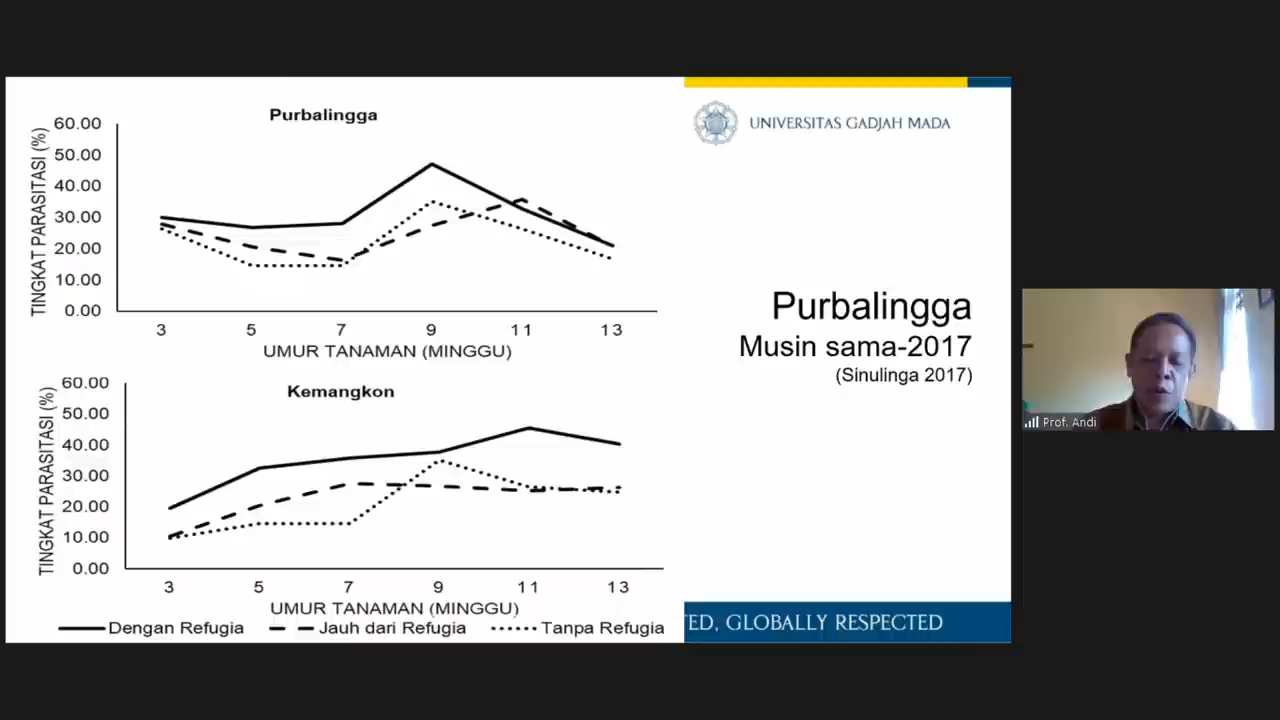 Purbalingga
TINGKAT PARASITASI (%)
60.00
50.00
40.00
30.00
20.00
10.00
0.00
3 5 7 9 11 13
UMUR TANAMAN (MINGGU)
Kemangkon
TINGKAT PARASITASI (%)
60.00
50.00
40.00
30.00
20.00
10.00
0.00
3 5 7 9 11 13
UMUR TANAMAN (MINGGU)
Dengan Refugia Jauh dari Refugia Tanpa Refugia
UNIVERSITAS GADJAH MADA
Purbalingga
Musin sama-2017
(Sinulinga 2017)
TED, GLOBALLY RESPECTED
Prof. Andi